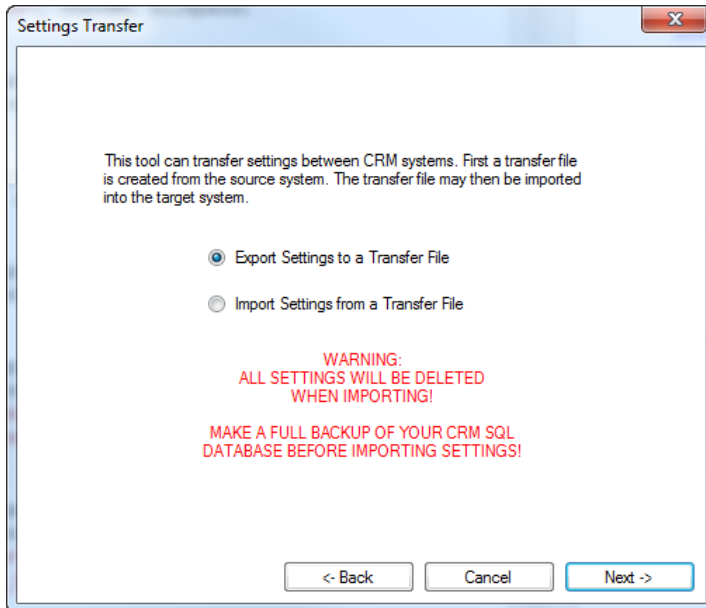 Settings Transfer
This tool can transfer settings between CRM systems. First a transfer file
is created from the source system. The transfer file may then be imported
into the target system.
Export Settings to a Transfer File
Import Settings from a Transfer File
WARNING:
ALL SETTINGS WILL BE DELETED
WHEN IMPORTING!
MAKE A FULL BACKUP OF YOUR CRM SQL
DATABASE BEFORE IMPORTING SETTINGS!
<- Back
Cancel
Next ->